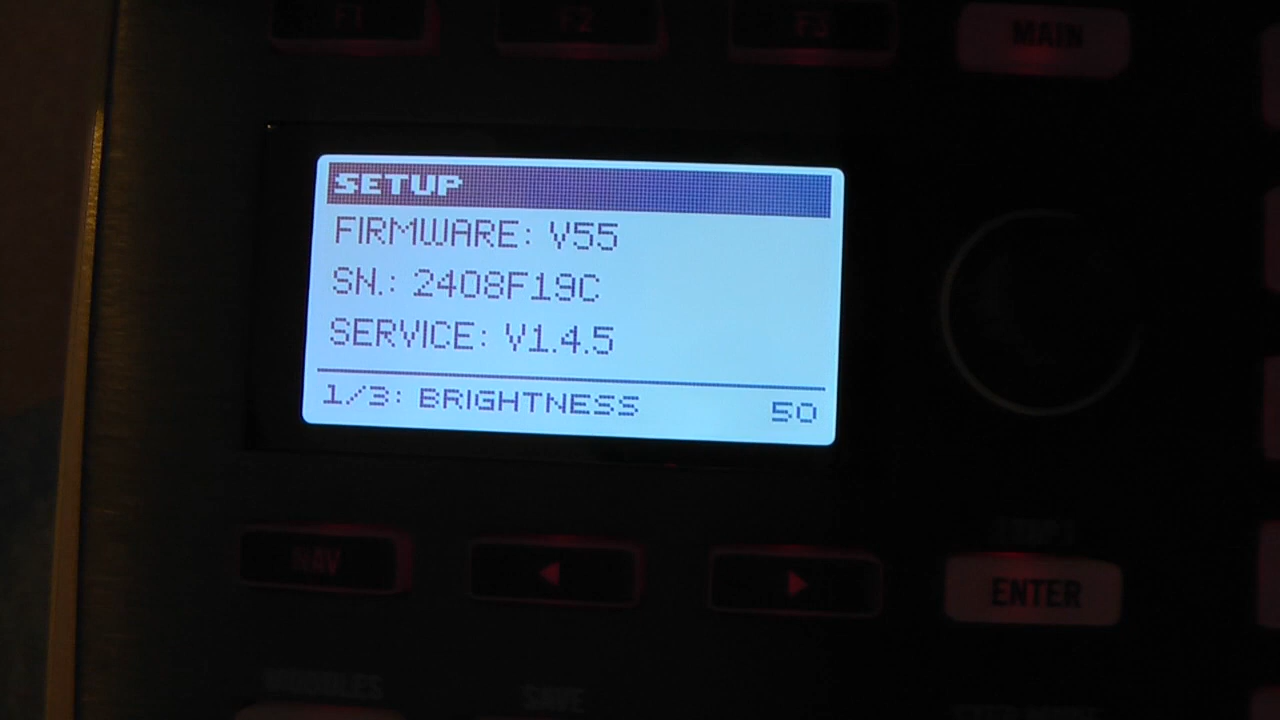 F1 F2 F3 MAIN
SETUP
FIRMWARE: V55
SN.: 2408F19C
SERVICE: V1.4.5
1/3: BRIGHTNESS 50
NAV ENTER
SAVE